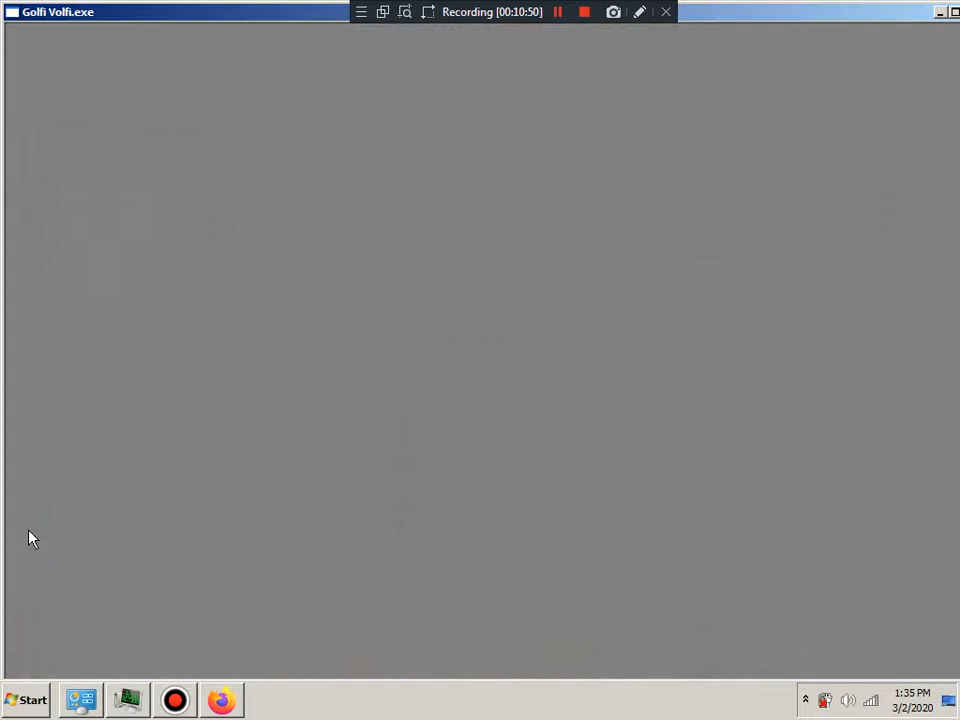 Golfi Volfi.exe
Recording [00:10:50]
Start
1:35 PM
3/2/2020